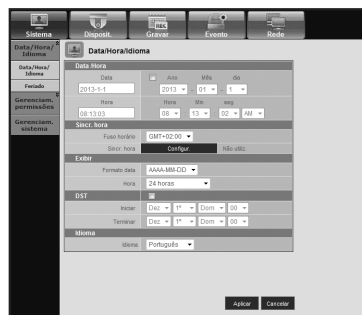 Sistema Disposit. Gravar Evento Rede
REC
Data/Hora/
Idioma
Data/Hora/
Idioma
Feriado
Gerenciam.
permissões
Gerenciam.
sistema
Data/Hora/Idioma
Data /Hora
Data Ano Mês dia
2013-1-1 2013 - 01 - 1
Hora Hora Min seg.
08:13:03 08 : 13 : 02 AM
Sincr. hora
Fuso horário GMT+02:00
Sincr. hora Configur. Não utiliz.
Exibir
Formato data AAAA-MM-DD
Hora 24 horas
DST
Iniciar Dez 1º Dom 00
Terminar Dez 1º Dom 00
Idioma
Idioma Português
Aplicar Cancelar